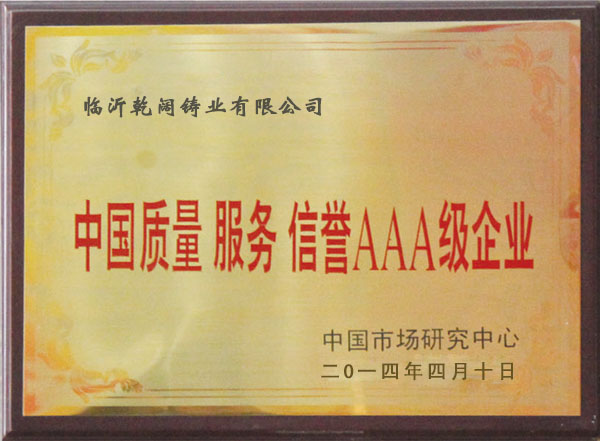 临沂乾阔铸业有限公司
中国质量 服务 信誉AAA级企业
中国市场研究中心
二0一四年四月十日